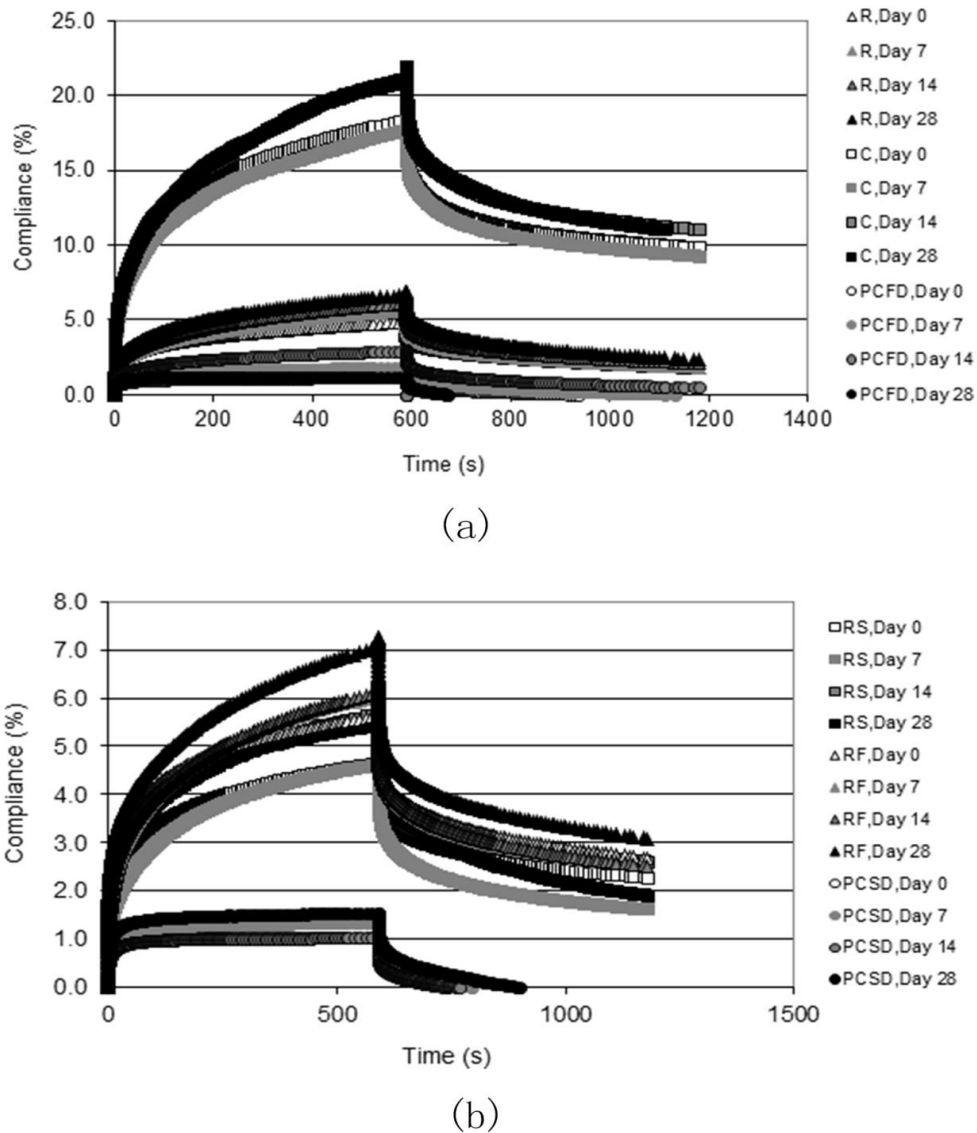 25.0
20.0
15.0
10.0
5.0
0.0
Compliance (%)
0 200 400 600 800 1000 1200 1400
Time (s)
R,Day 0
R,Day 7
R,Day 14
R,Day 28
C,Day 0
C,Day 7
C,Day 14
C,Day 28
PCFD,Day 0
PCFD,Day 7
PCFD,Day 14
PCFD,Day 28
(a)
8.0
7.0
6.0
5.0
4.0
3.0
2.0
1.0
0.0
Compliance (%)
0 500 1000 1500
Time (s)
RS,Day 0
RS,Day 7
RS,Day 14
RS,Day 28
RF,Day 0
RF,Day 7
RF,Day 14
RF,Day 28
PCSD,Day 0
PCSD,Day 7
PCSD,Day 14
PCSD,Day 28
(b)